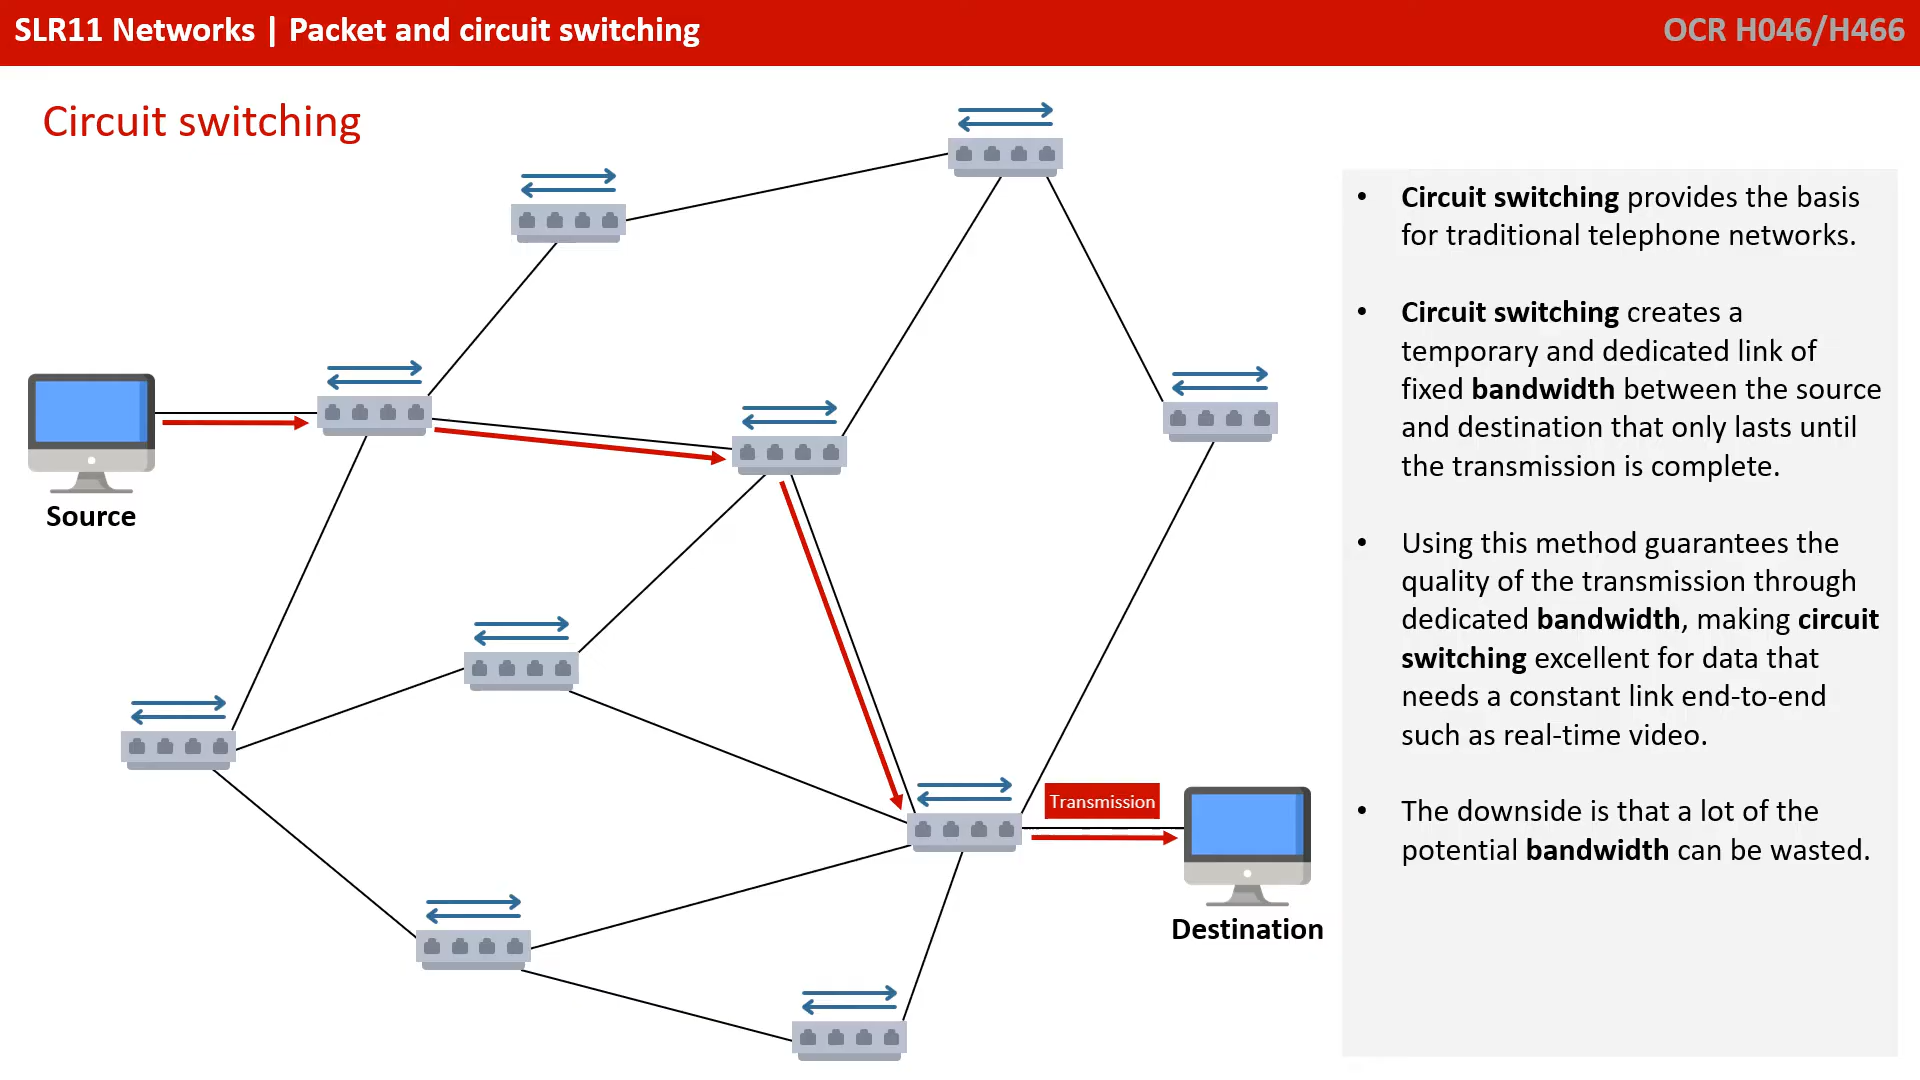 SLR11 Networks | Packet and circuit switching
OCR H046/H466
Circuit switching
Source
Transmission
Destination
• Circuit switching provides the basis
for traditional telephone networks.
• Circuit switching creates a
temporary and dedicated link of
fixed bandwidth between the source
and destination that only lasts until
the transmission is complete.
• Using this method guarantees the
quality of the transmission through
dedicated bandwidth, making circuit
switching excellent for data that
needs a constant link end-to-end
such as real-time video.
• The downside is that a lot of the
potential bandwidth can be wasted.